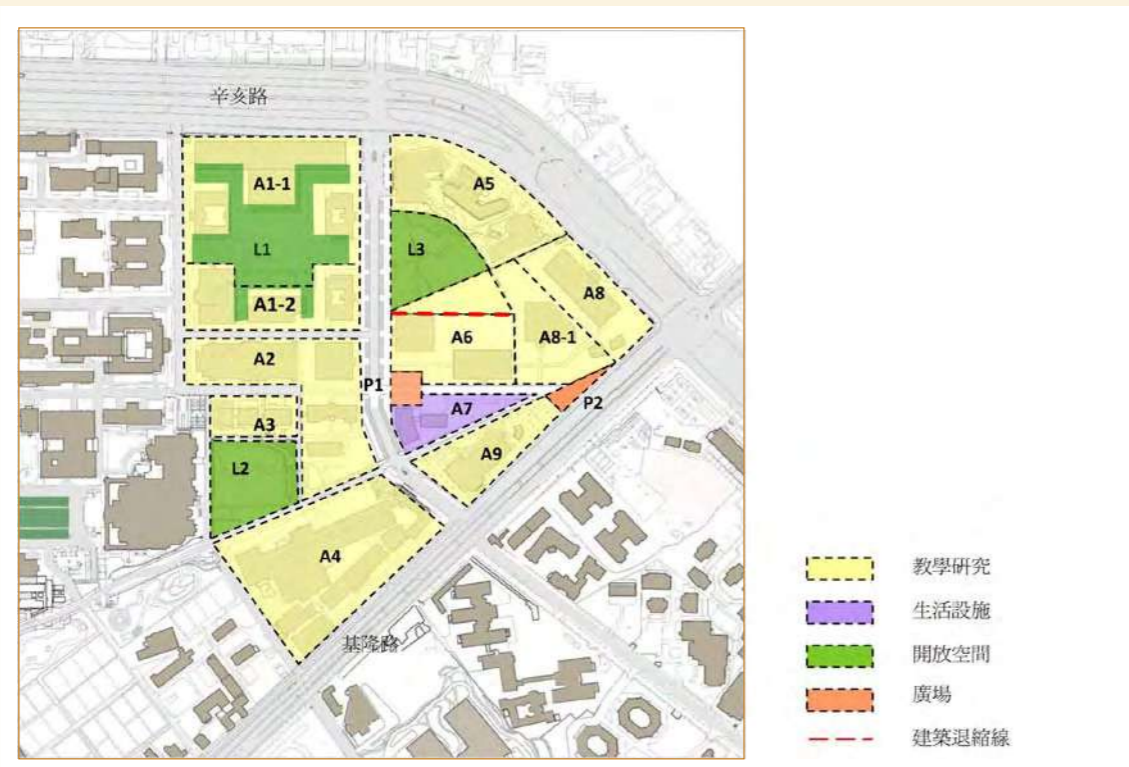 辛亥路
A1-1
A5
L1
L3
A8
A1-2
A6
A8-1
A2
P1
P2
A7
A3
A9
L2
A4
基隆路
教學研究
生活設施
開放空間
廣場
建築退縮線